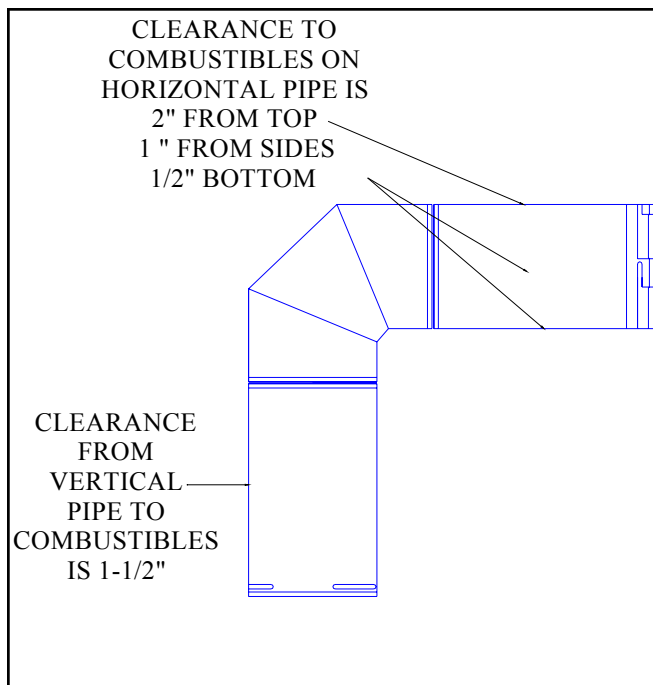 CLEARANCE TO
COMBUSTIBLES ON
HORIZONTAL PIPE IS
2" FROM TOP
1 " FROM SIDES
1/2" BOTTOM
CLEARANCE
FROM
VERTICAL
PIPE TO
COMBUSTIBLES
IS 1-1/2"